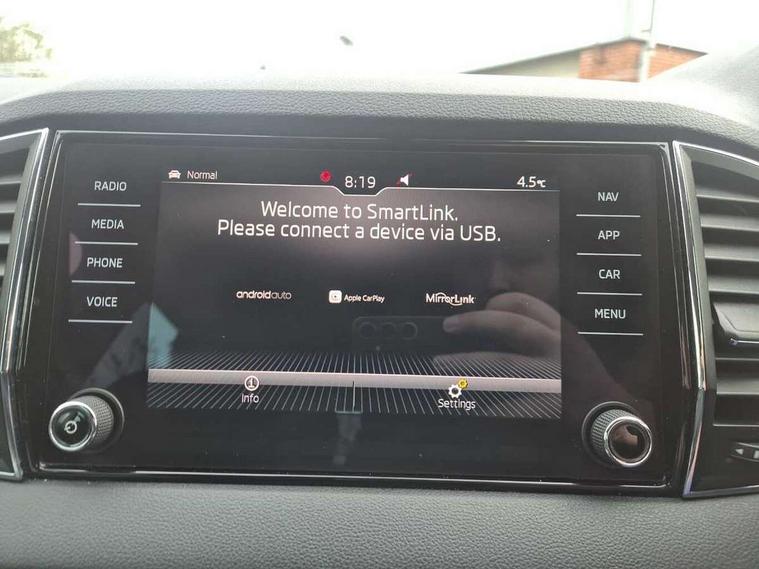 RADIO
MEDIA
PHONE
VOICE
Normal
8:19
4.5°C
Welcome to SmartLink.
Please connect a device via USB.
androidauto
Apple CarPlay
MirrorLink
Info
Settings
NAV
APP
CAR
MENU